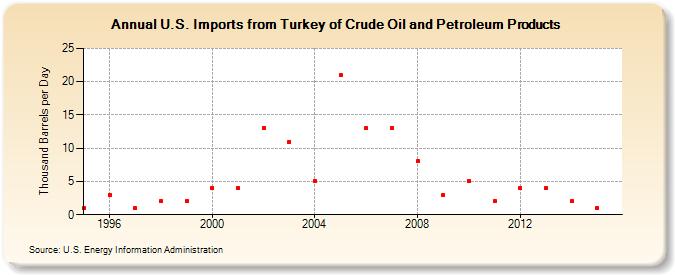 Annual U.S. Imports from Turkey of Crude Oil and Petroleum Products
Thousand Barrels per Day
25
20
15
10
5
0
1996 2000 2004 2008 2012
Source: U.S. Energy Information Administration